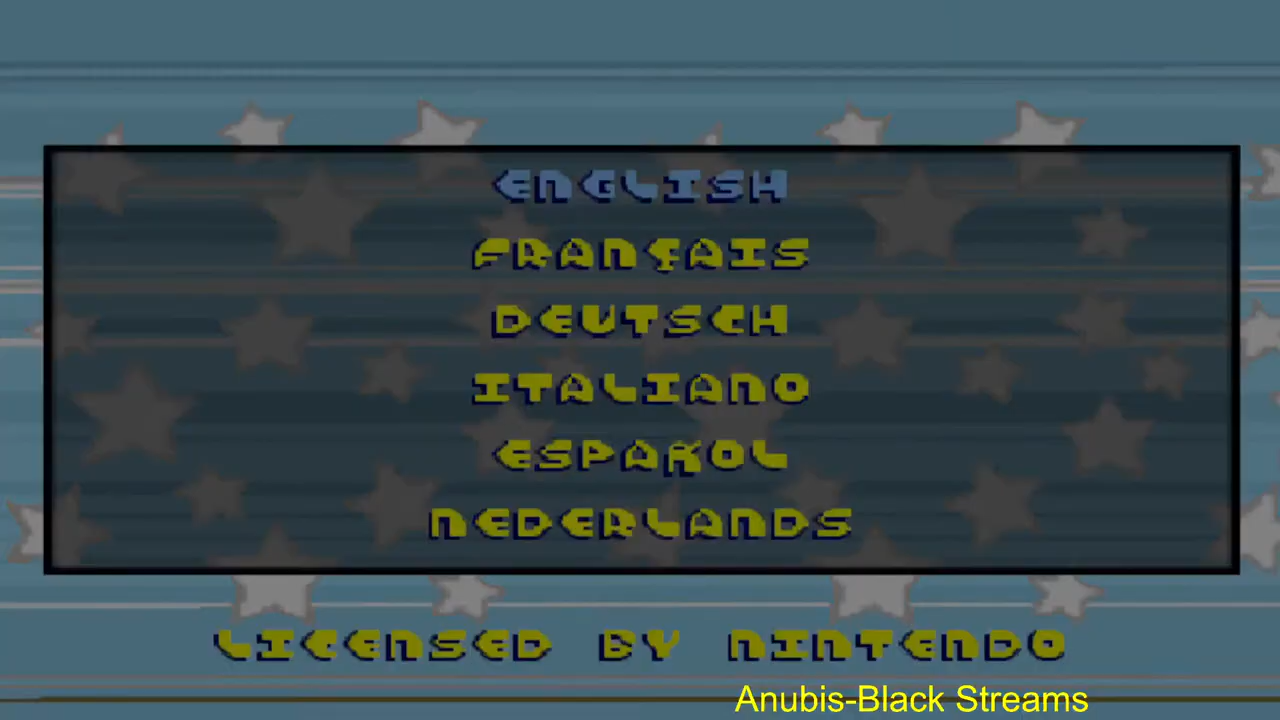 ENGLISH
FRANÇAIS
DEUTSCH
ITALIANO
ESPAÑOL
NEDERLANDS
LICENSED BY NINTENDO
Anubis-Black Streams